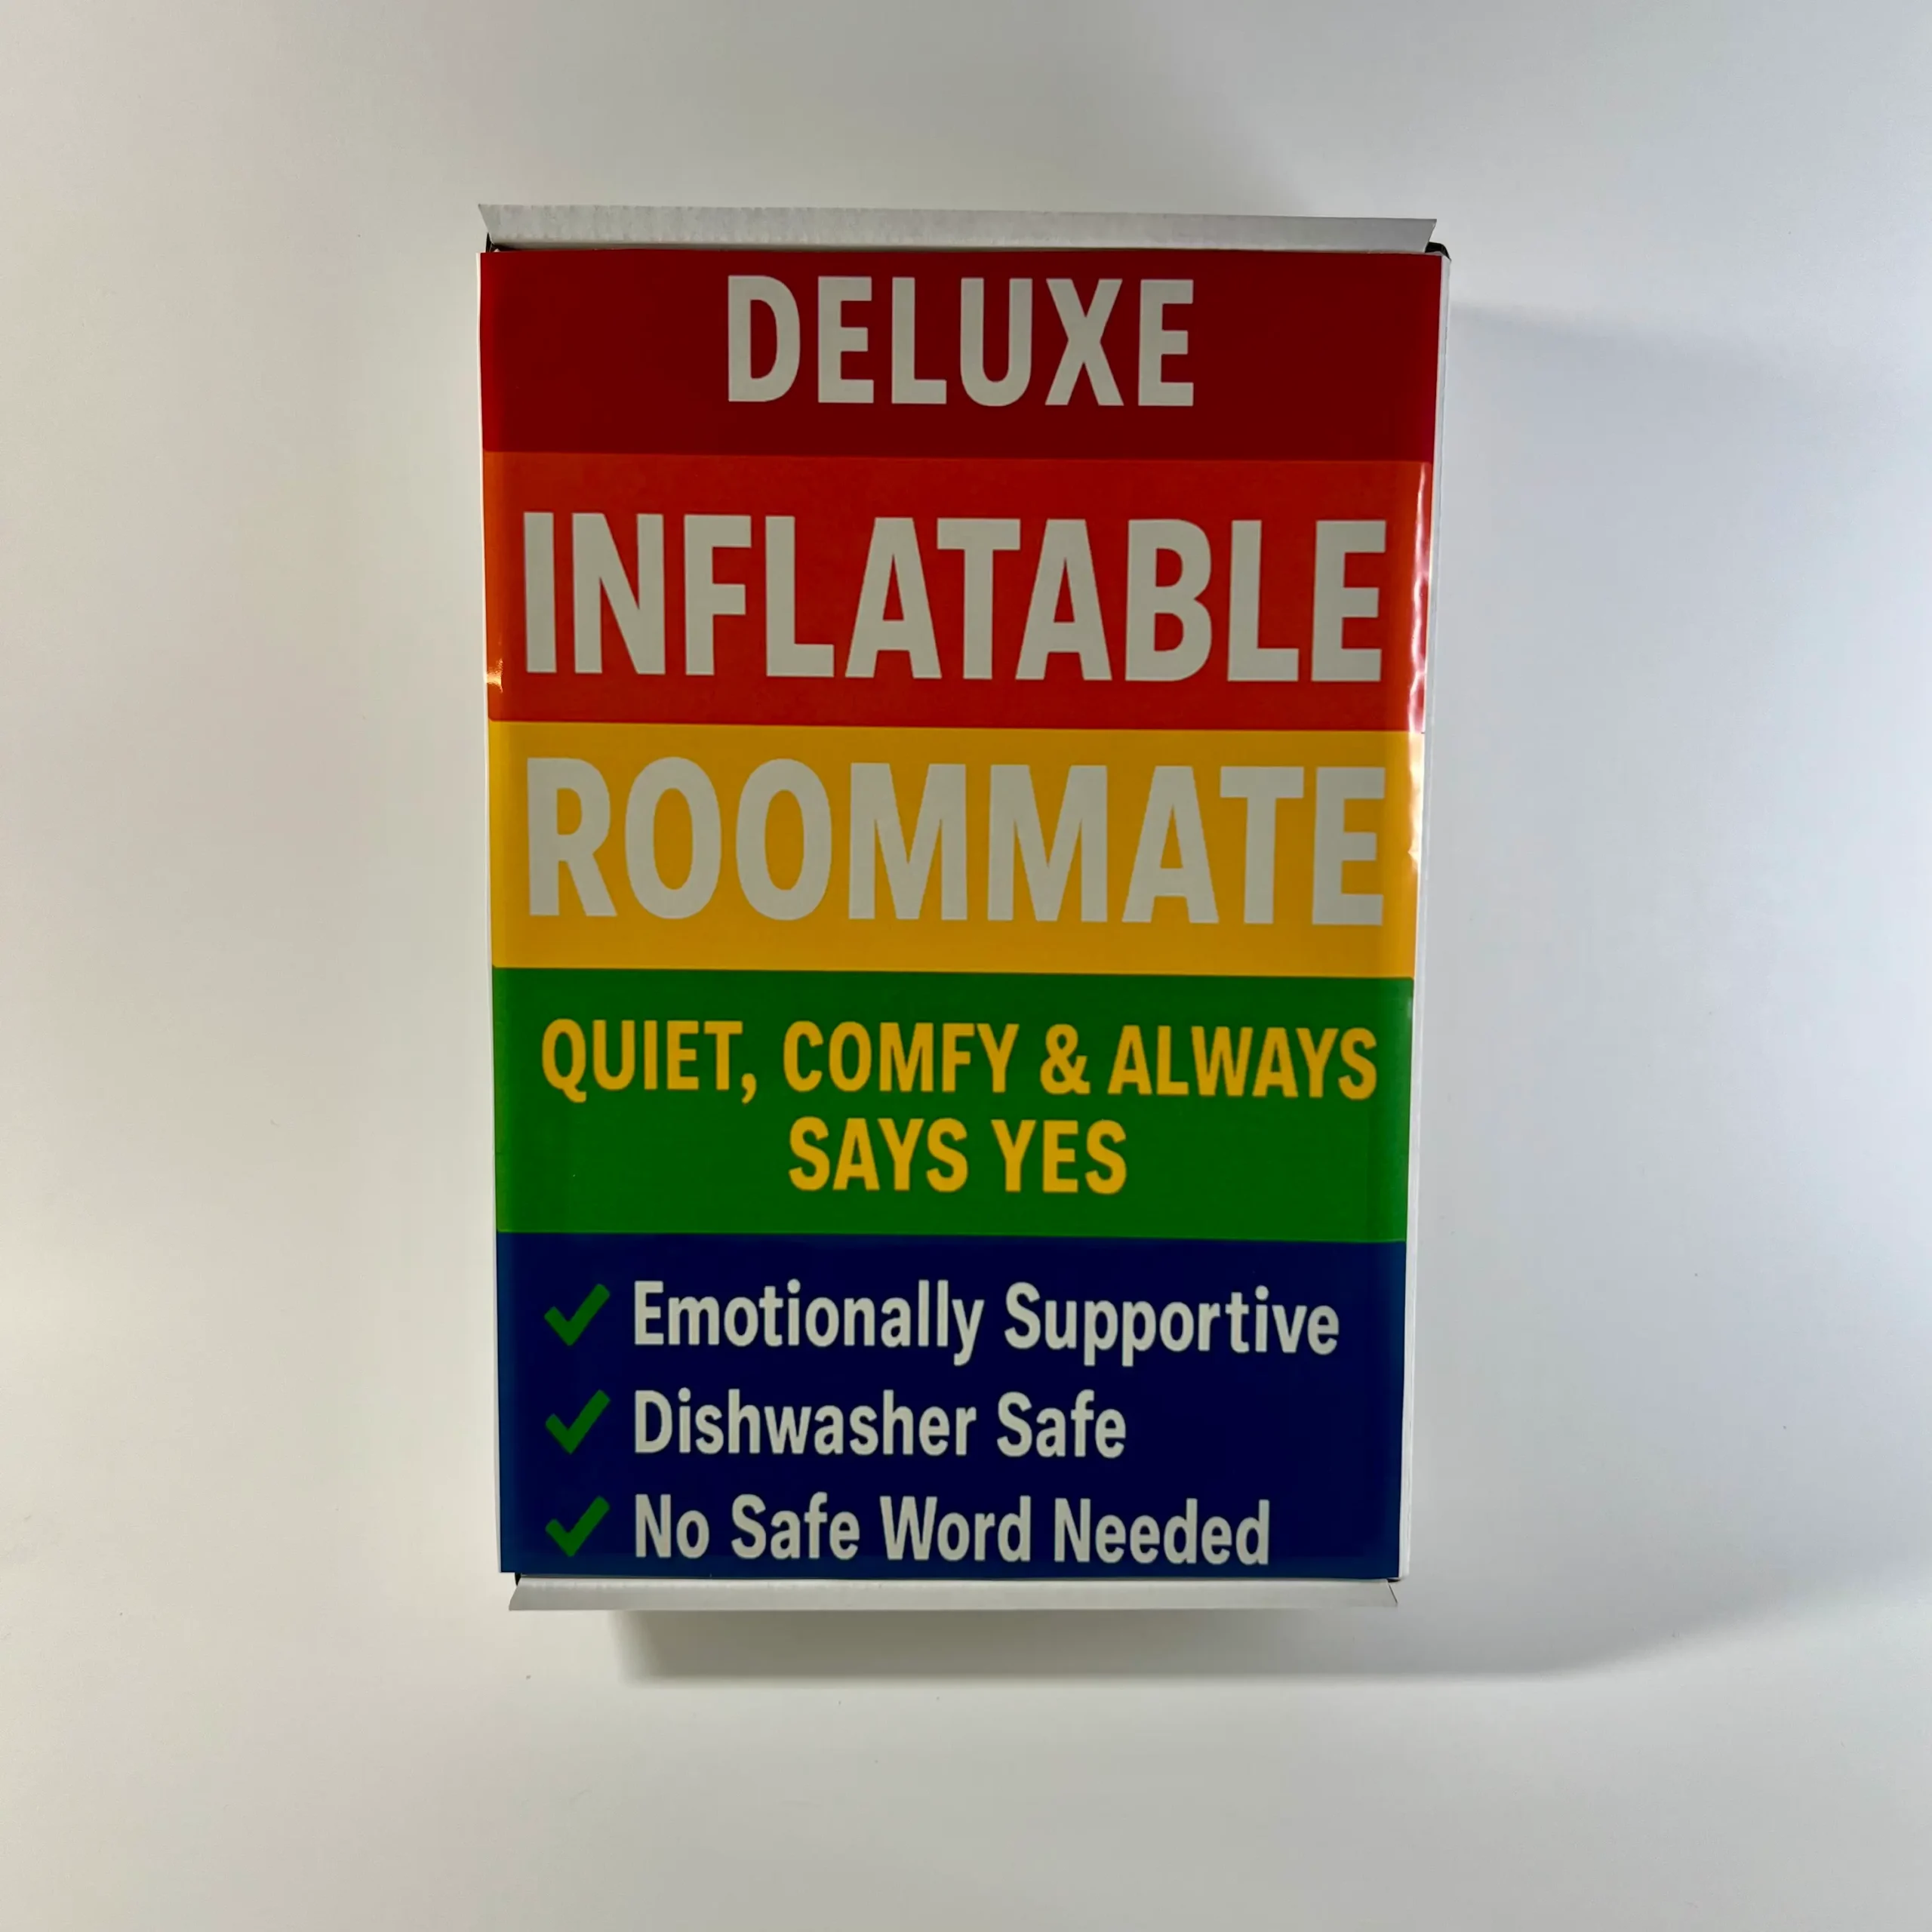 DELUXE
INFLATABLE
ROOMMATE
QUIET, COMFY & ALWAYS
SAYS YES
✓ Emotionally Supportive
✓ Dishwasher Safe
✓ No Safe Word Needed